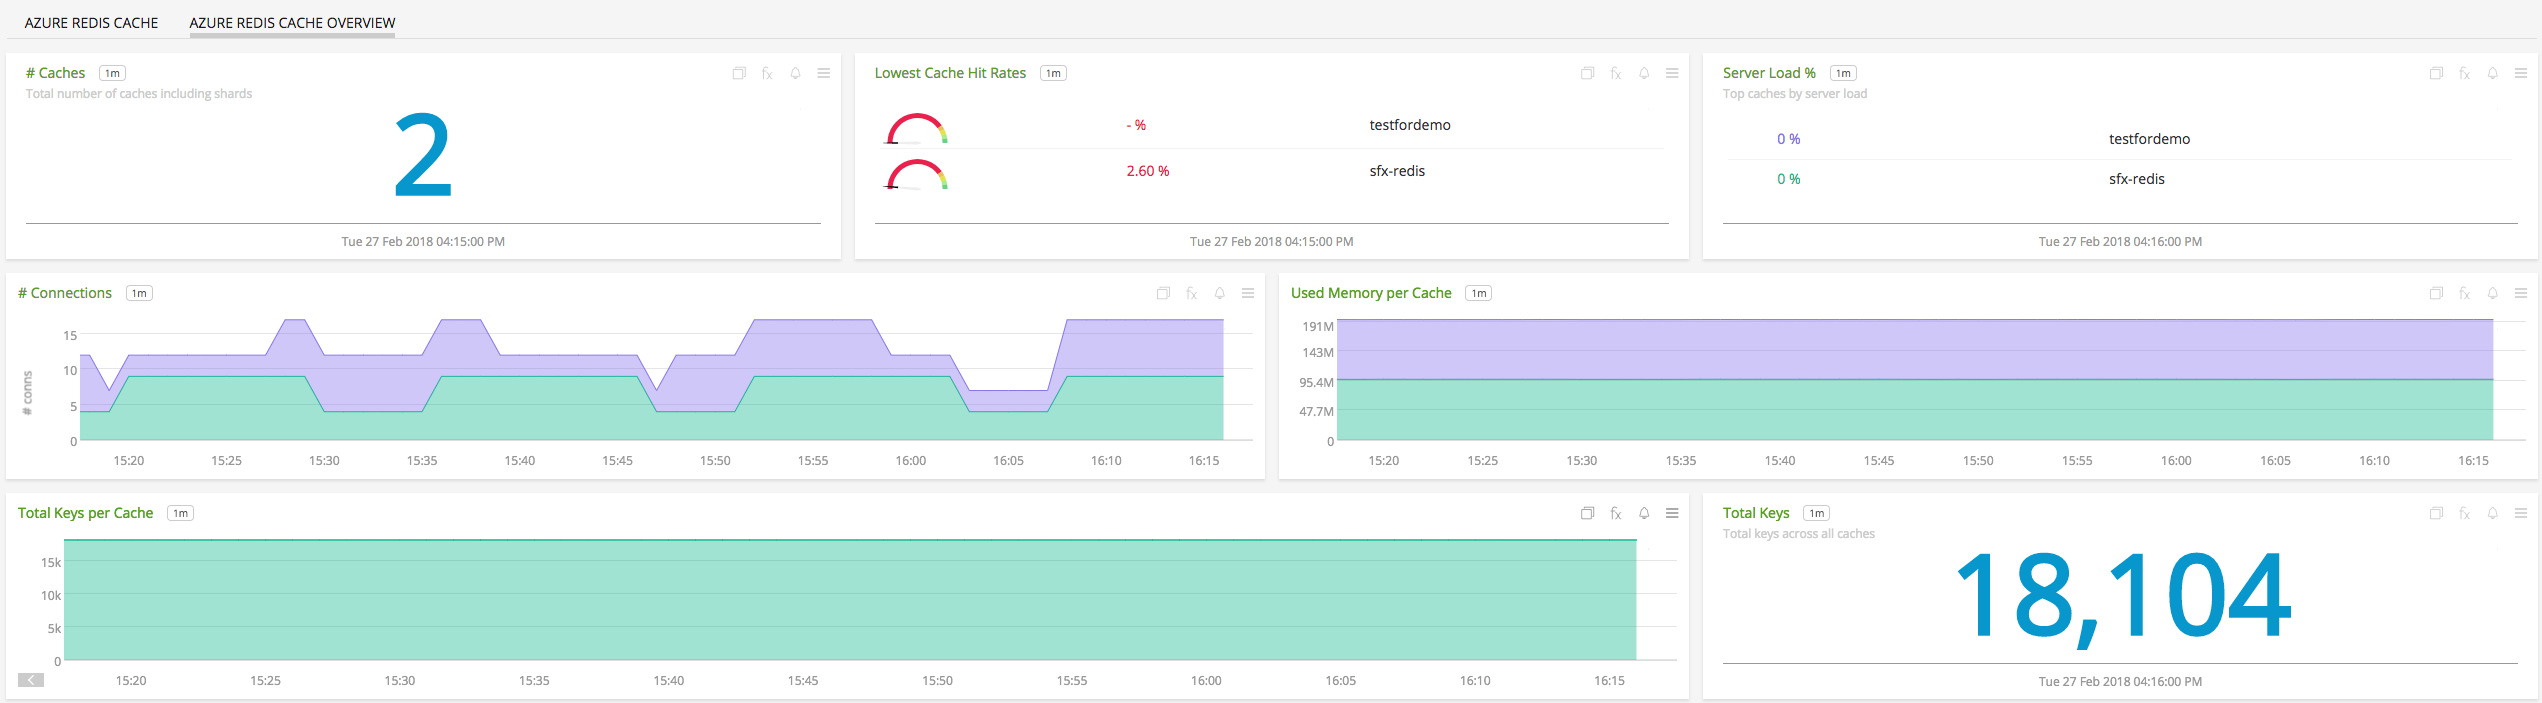 AZURE REDIS CACHE AZURE REDIS CACHE OVERVIEW
# Caches 1m fx
Total number of caches including shards
2
Tue 27 Feb 2018 04:15:00 PM
Lowest Cache Hit Rates 1m fx
- % testfordemo
2.60 % sfx-redis
Tue 27 Feb 2018 04:15:00 PM
Server Load % 1m fx
Top caches by server load
0 % testfordemo
0 % sfx-redis
Tue 27 Feb 2018 04:16:00 PM
# Connections 1m fx
# conns
15
10
5
0
15:20 15:25 15:30 15:35 15:40 15:45 15:50 15:55 16:00 16:05 16:10 16:15
Used Memory per Cache 1m fx
191M
143M
95.4M
47.7M
0
15:20 15:25 15:30 15:35 15:40 15:45 15:50 15:55 16:00 16:05 16:10 16:15
Total Keys per Cache 1m fx
15k
10k
5k
0
15:20 15:25 15:30 15:35 15:40 15:45 15:50 15:55 16:00 16:05 16:10 16:15
Total Keys 1m fx
Total keys across all caches
18,104
Tue 27 Feb 2018 04:16:00 PM